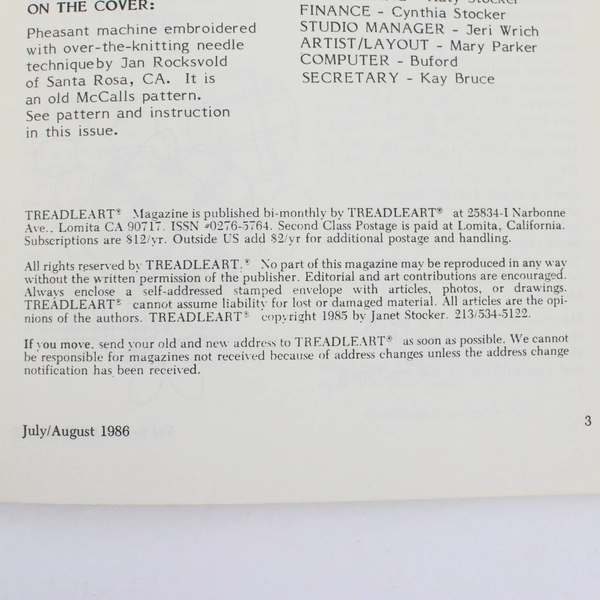 ON THE COVER:
Pheasant machine embroidered
with over-the-knitting needle
techniqueby Jan Rocksvold
of Santa Rosa, CA. It is
an old McCalls pattern.
See pattern and instruction
in this issue.
Stocker
FINANCE - Cynthia Stocker
STUDIO MANAGER - Jeri Wrich
ARTIST/LAYOUT - Mary Parker
COMPUTER - Buford
SECRETARY - Kay Bruce
TREADLEART® Magazine is published bi-monthly by TREADLEART® at 25834-I Narbonne
Ave., Lomita CA 90717. ISSN #0276-5764. Second Class Postage is paid at Lomita, California.
Subscriptions are $12/yr. Outside US add $2/yr for additional postage and handling.
All rights reserved by TREADLEART.® No part of this magazine may be reproduced in any way
without the written permission of the publisher. Editorial and art contributions are encouraged.
Always enclose a self-addressed stamped envelope with articles, photos, or drawings.
TREADLEART® cannot assume liability for lost or damaged material. All articles are the opi-
nions of the authors. TREADLEART® copyright 1985 by Janet Stocker. 213/534-5122.
If you move, send your old and new address to TREADLEART® as soon as possible. We cannot
be responsible for magazines not received because of address changes unless the address change
notification has been received.
July/August 1986
3